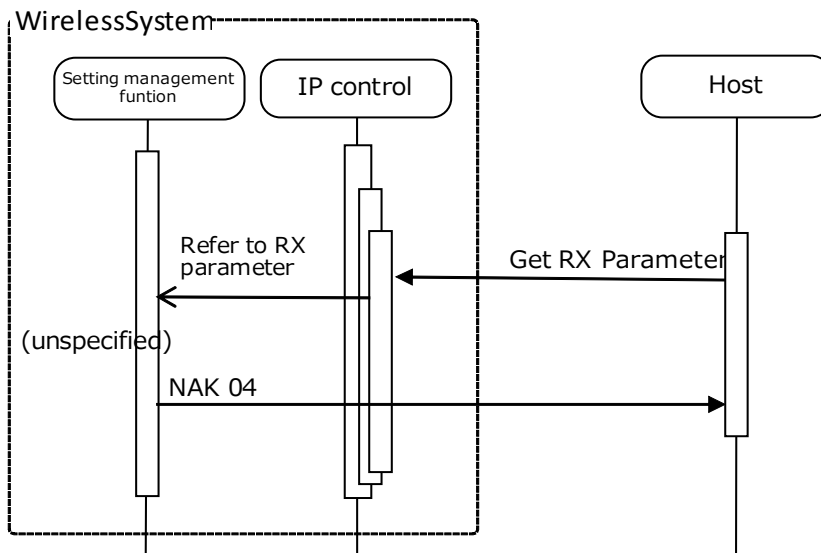 WirelessSystem
Setting management
funtion
IP control
Host
Refer to RX
parameter
Get RX Parameter
(unspecified)
NAK 04